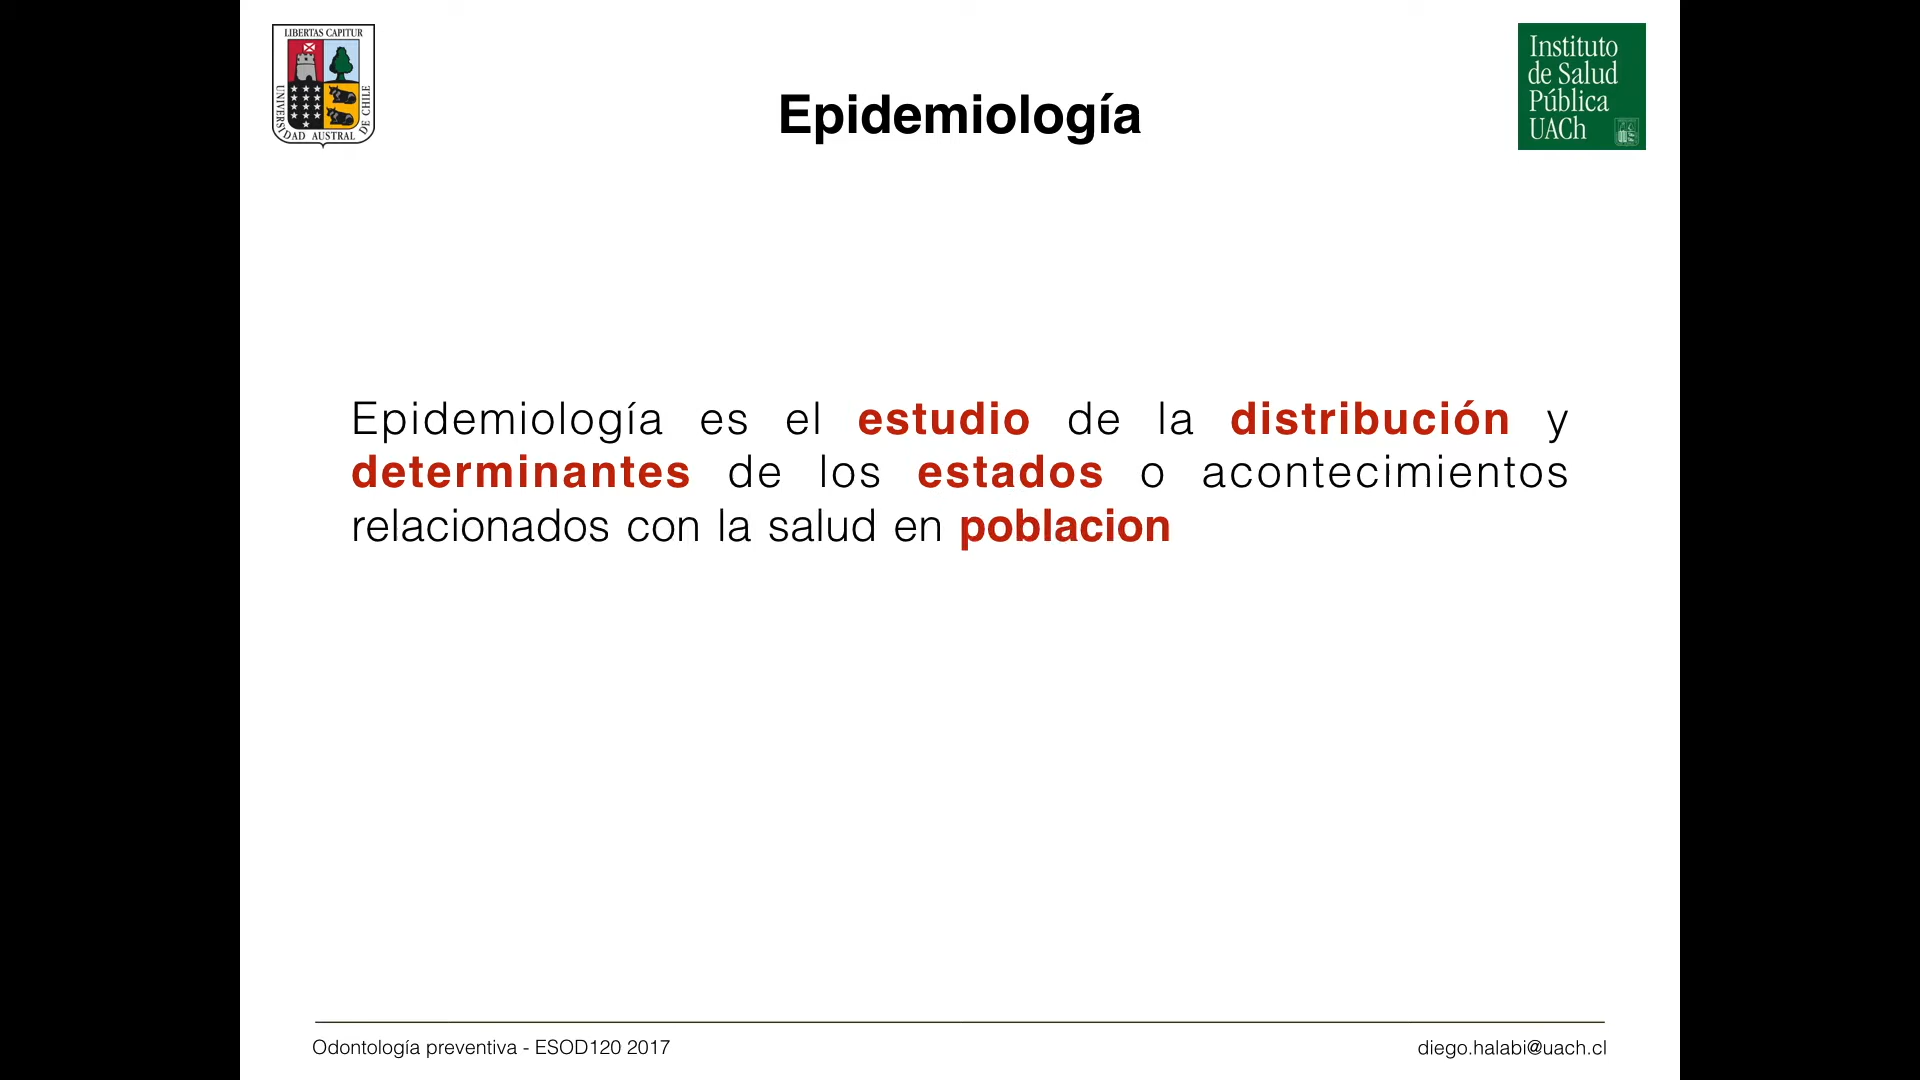 LIBERTAS CAPITUR
UNIVERSIDAD AUSTRAL DE CHILE
Epidemiología
Instituto
de Salud
Pública
UACh
Epidemiología es el estudio de la distribución y
determinantes de los estados o acontecimientos
relacionados con la salud en poblacion
Odontología preventiva - ESOD120 2017
diego.halabi@uach.cl